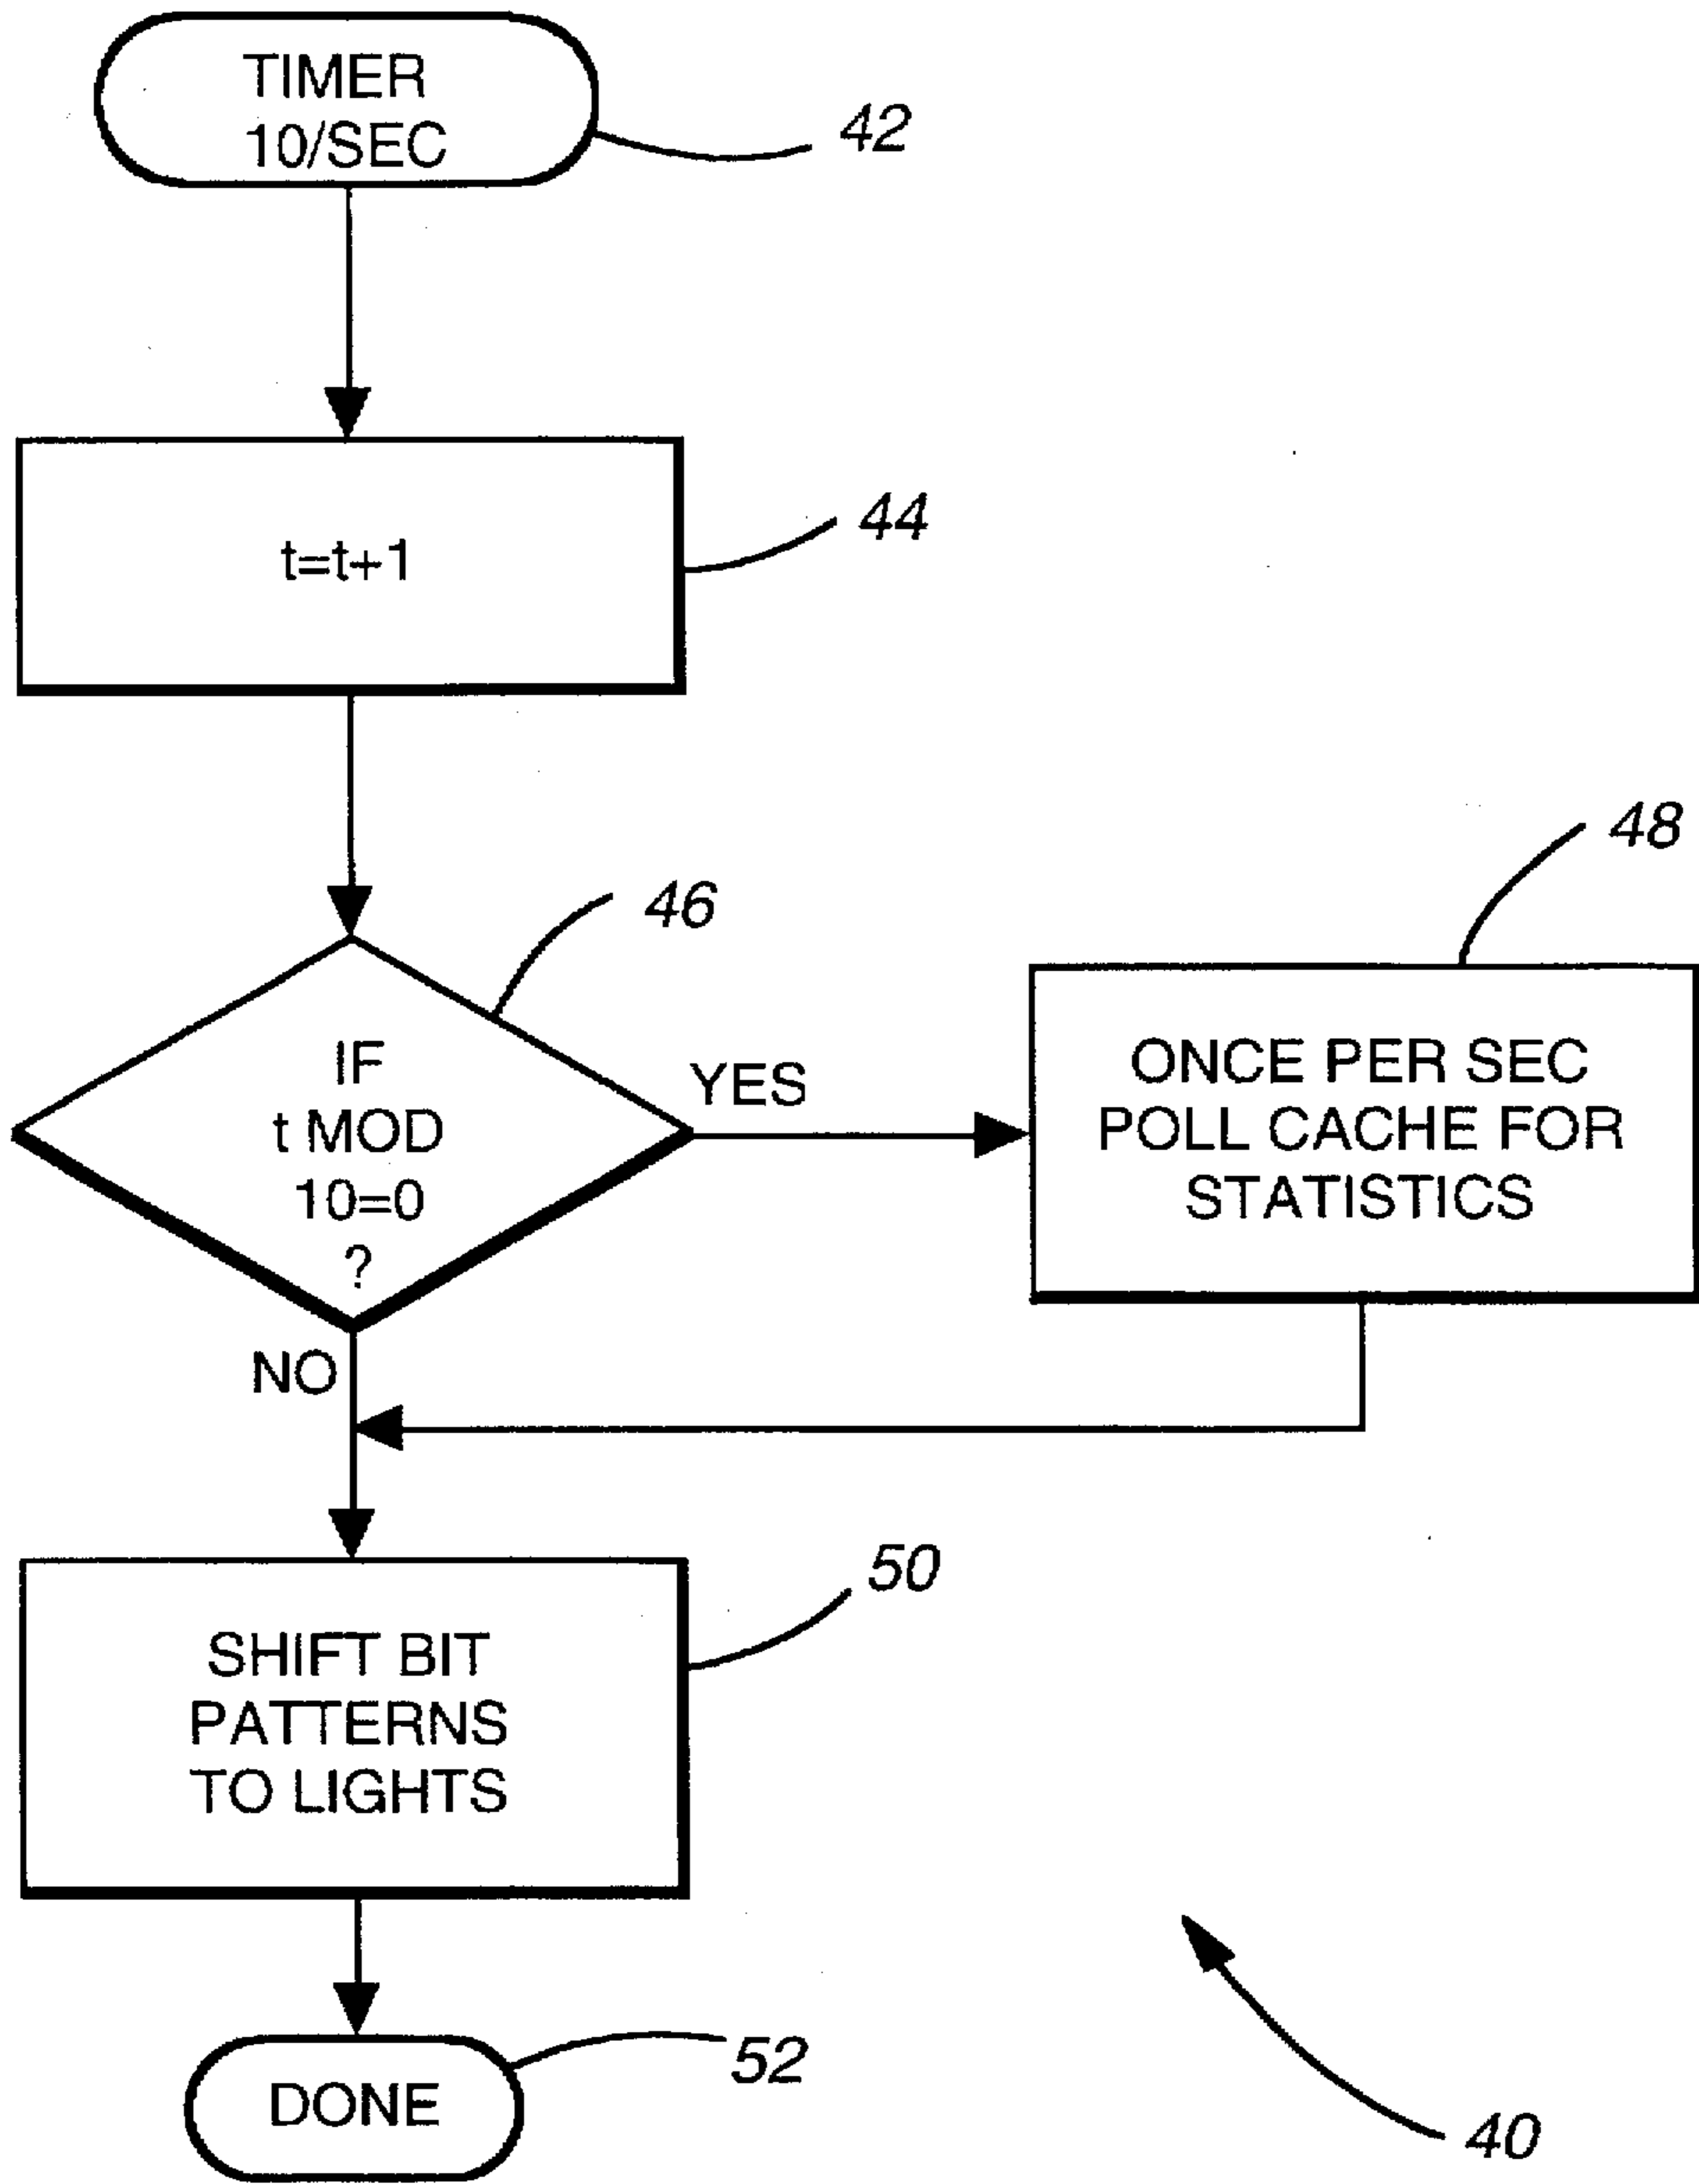 TIMER
10/SEC
42
t=t+1
44
46
48
IF
t MOD
10=0
?
YES
ONCE PER SEC
POLL CACHE FOR
STATISTICS
NO
50
SHIFT BIT
PATTERNS
TO LIGHTS
DONE
52
40